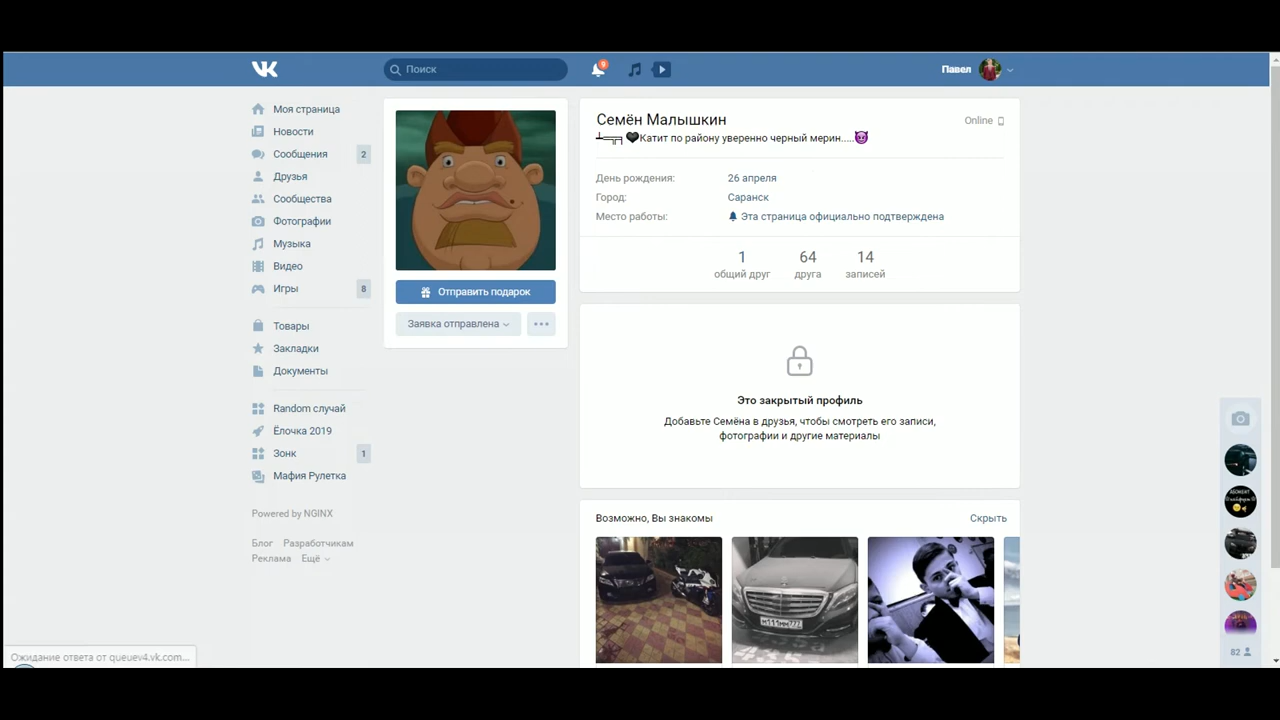 VK
Поиск
9
Павел
Моя страница
Новости
Сообщения 2
Друзья
Сообщества
Фотографии
Музыка
Видео
Игры 8
Товары
Закладки
Документы
Random случай
Ёлочка 2019
Зонк 1
Мафия Рулетка
Powered by NGINX
Блог Разработчикам
Реклама Ещё
Ожидание ответа от queuev4.vk.com...
Отправить подарок
Заявка отправлена
Семён Малышкин
Online
Катит по району уверенно черный мерин.....
День рождения: 26 апреля
Город: Саранск
Место работы: Эта страница официально подтверждена
1 64 14
общий друг друга записей
Это закрытый профиль
Добавьте Семёна в друзья, чтобы смотреть его записи,
фотографии и другие материалы
Возможно, Вы знакомы Скрыть
м111мм777
82